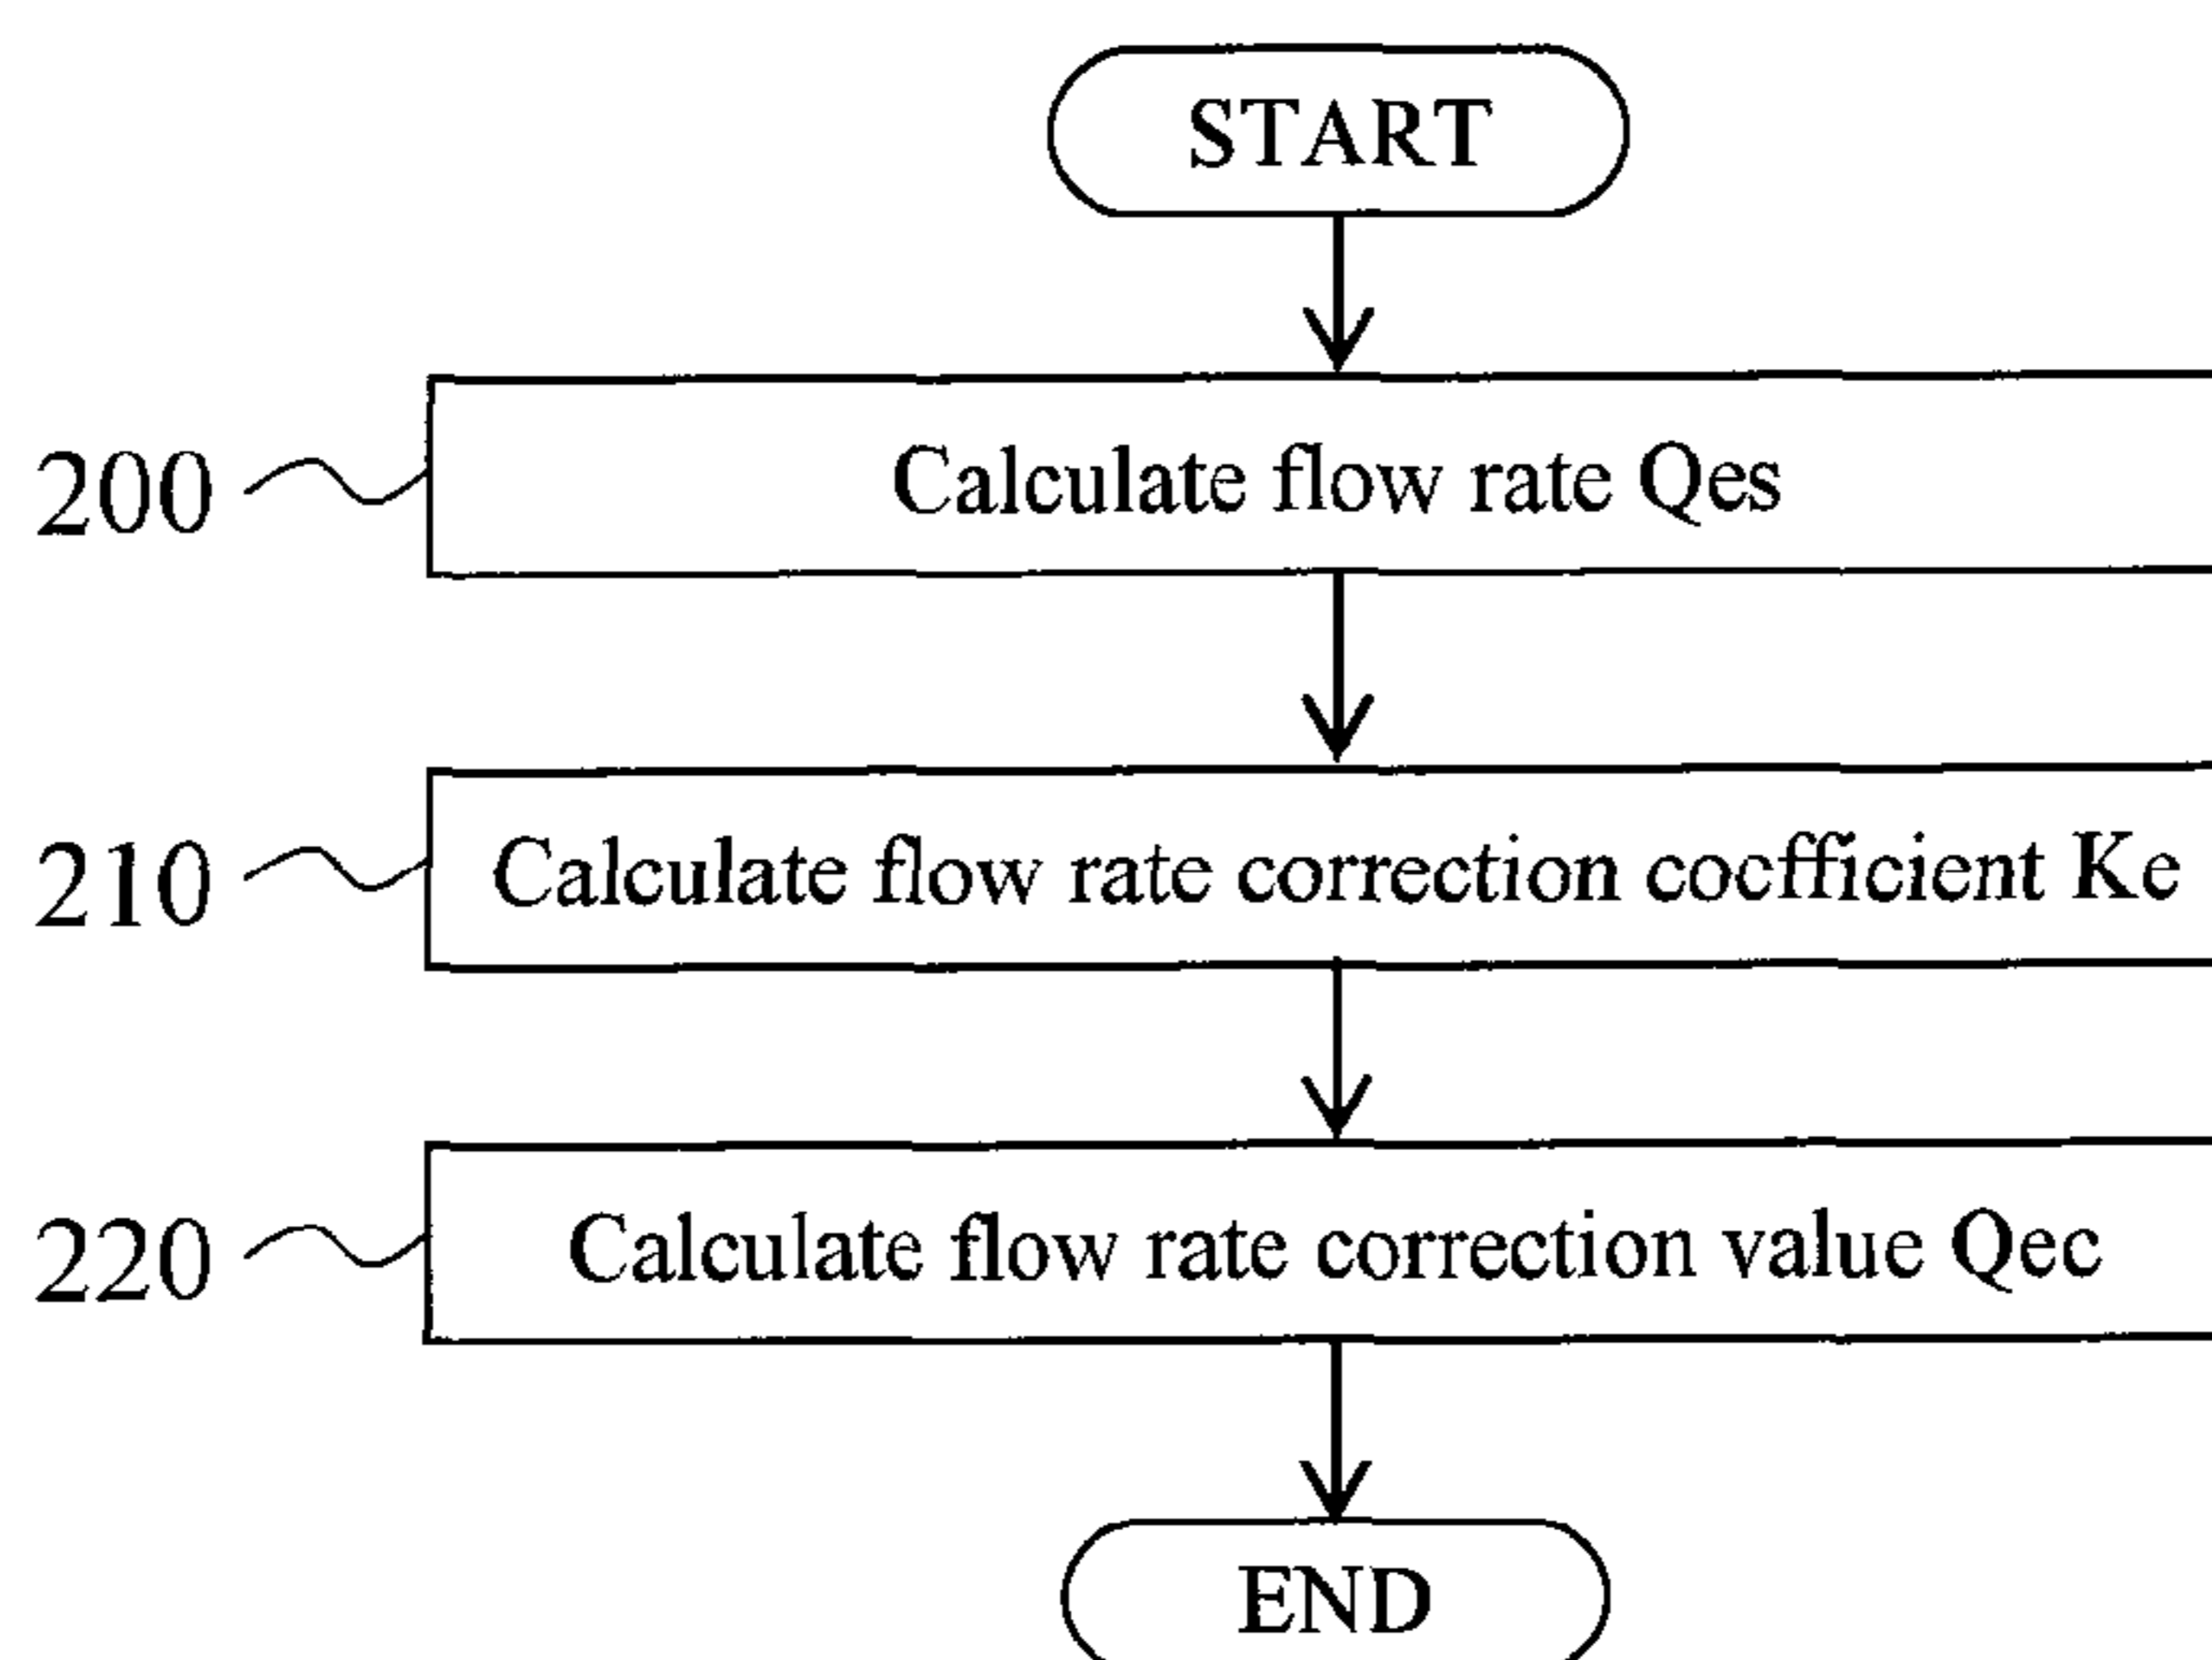 START
200
Calculate flow rate Qes
210
Calculate flow rate correction coefficient Ke
220
Calculate flow rate correction value Qec
END